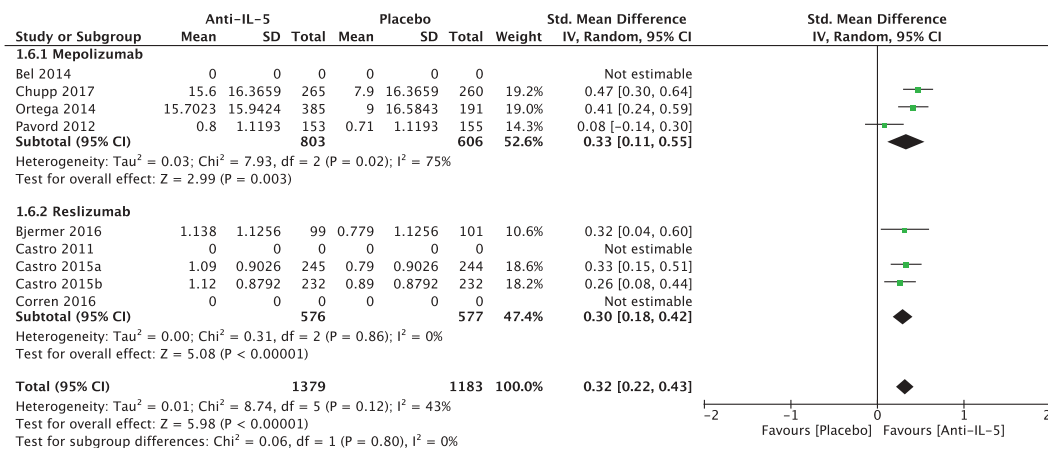 Anti-IL-5 Placebo Std. Mean Difference Std. Mean Difference
Study or Subgroup Mean SD Total Mean SD Total Weight IV, Random, 95% CI IV, Random, 95% CI
1.6.1 Mepolizumab
Bel 2014 0 0 0 0 0 0 Not estimable
Chupp 2017 15.6 16.3659 265 7.9 16.3659 260 19.2% 0.47 [0.30, 0.64]
Ortega 2014 15.7023 15.9424 385 9 16.5843 191 19.0% 0.41 [0.24, 0.59]
Pavord 2012 0.8 1.1193 153 0.71 1.1193 155 14.3% 0.08 [-0.14, 0.30]
Subtotal (95% CI) 803 606 52.6% 0.33 [0.11, 0.55]
Heterogeneity: Tau² = 0.03; Chi² = 7.93, df = 2 (P = 0.02); I² = 75%
Test for overall effect: Z = 2.99 (P = 0.003)
1.6.2 Reslizumab
Bjermer 2016 1.138 1.1256 99 0.779 1.1256 101 10.6% 0.32 [0.04, 0.60]
Castro 2011 0 0 0 0 0 0 Not estimable
Castro 2015a 1.09 0.9026 245 0.79 0.9026 244 18.6% 0.33 [0.15, 0.51]
Castro 2015b 1.12 0.8792 232 0.89 0.8792 232 18.2% 0.26 [0.08, 0.44]
Corren 2016 0 0 0 0 0 0 Not estimable
Subtotal (95% CI) 576 577 47.4% 0.30 [0.18, 0.42]
Heterogeneity: Tau² = 0.00; Chi² = 0.31, df = 2 (P = 0.86); I² = 0%
Test for overall effect: Z = 5.08 (P < 0.00001)
Total (95% CI) 1379 1183 100.0% 0.32 [0.22, 0.43]
Heterogeneity: Tau² = 0.01; Chi² = 8.74, df = 5 (P = 0.12); I² = 43%
Test for overall effect: Z = 5.98 (P < 0.00001)
Test for subgroup differences: Chi² = 0.06, df = 1 (P = 0.80), I² = 0%
-2 -1 0 1 2
Favours [Placebo] Favours [Anti-IL-5]